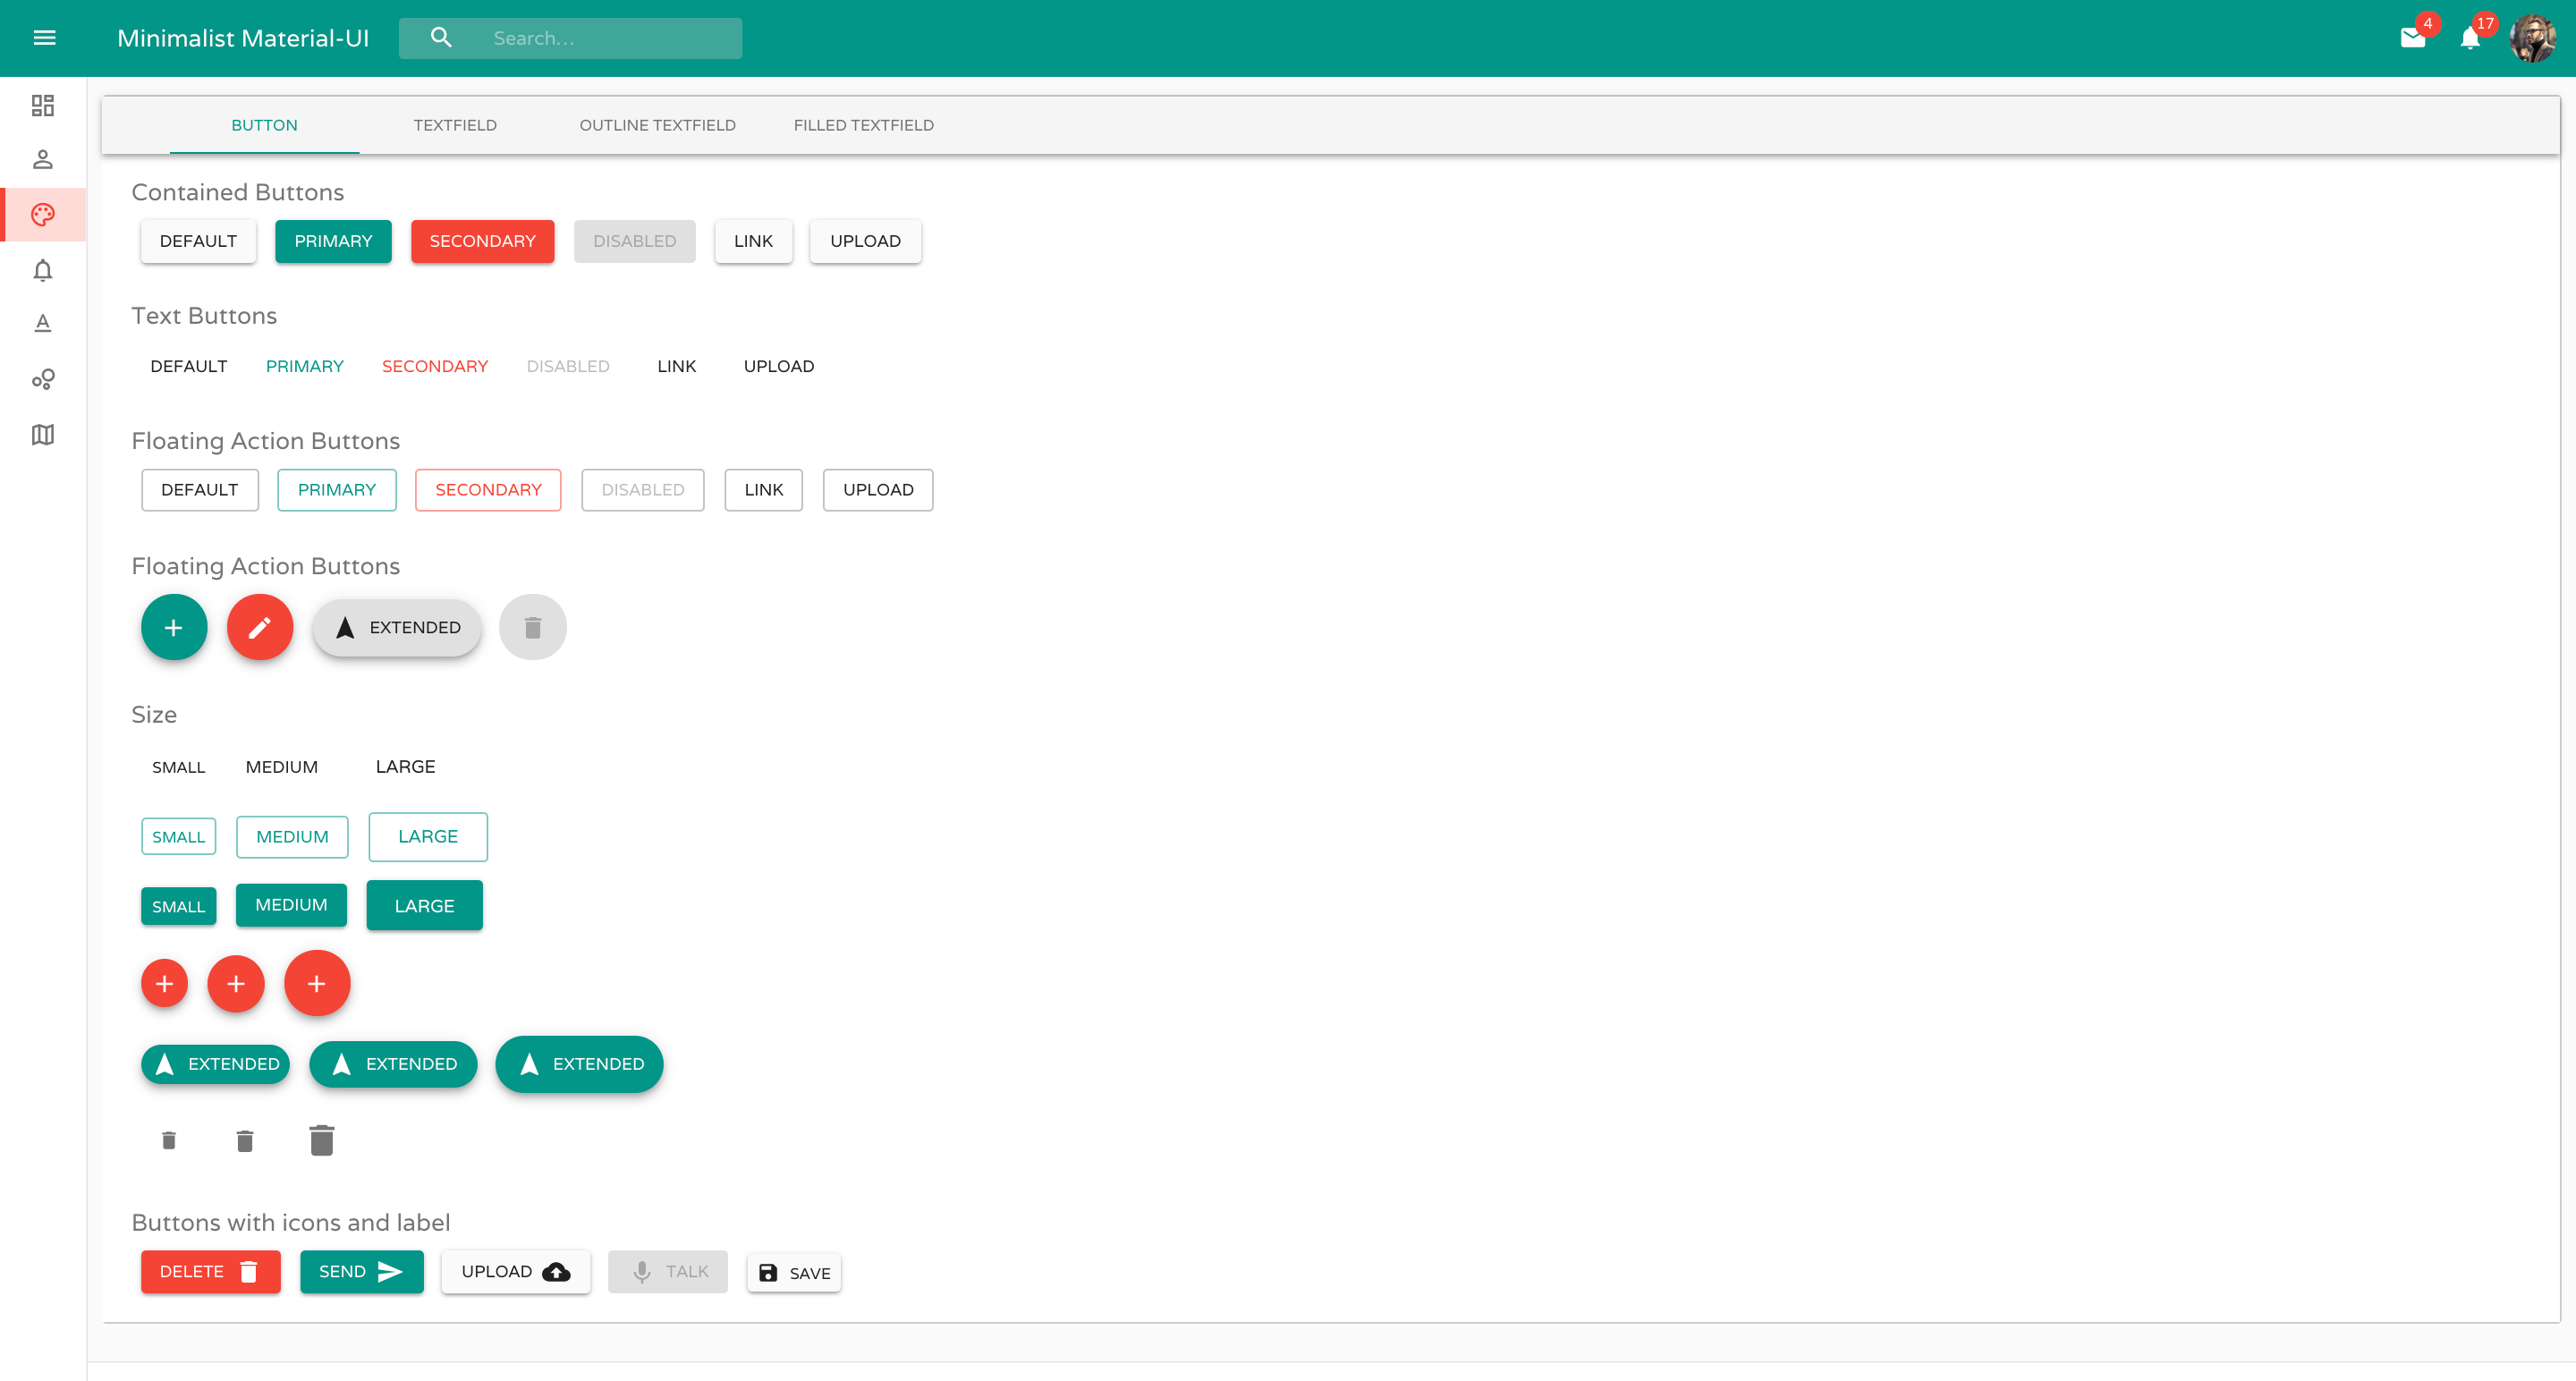 Minimalist Material-UI Search... 4 17
BUTTON TEXTFIELD OUTLINE TEXTFIELD FILLED TEXTFIELD
Contained Buttons
DEFAULT PRIMARY SECONDARY DISABLED LINK UPLOAD
Text Buttons
DEFAULT PRIMARY SECONDARY DISABLED LINK UPLOAD
Floating Action Buttons
DEFAULT PRIMARY SECONDARY DISABLED LINK UPLOAD
Floating Action Buttons
EXTENDED
Size
SMALL MEDIUM LARGE
SMALL MEDIUM LARGE
SMALL MEDIUM LARGE
EXTENDED EXTENDED EXTENDED
Buttons with icons and label
DELETE SEND UPLOAD TALK SAVE